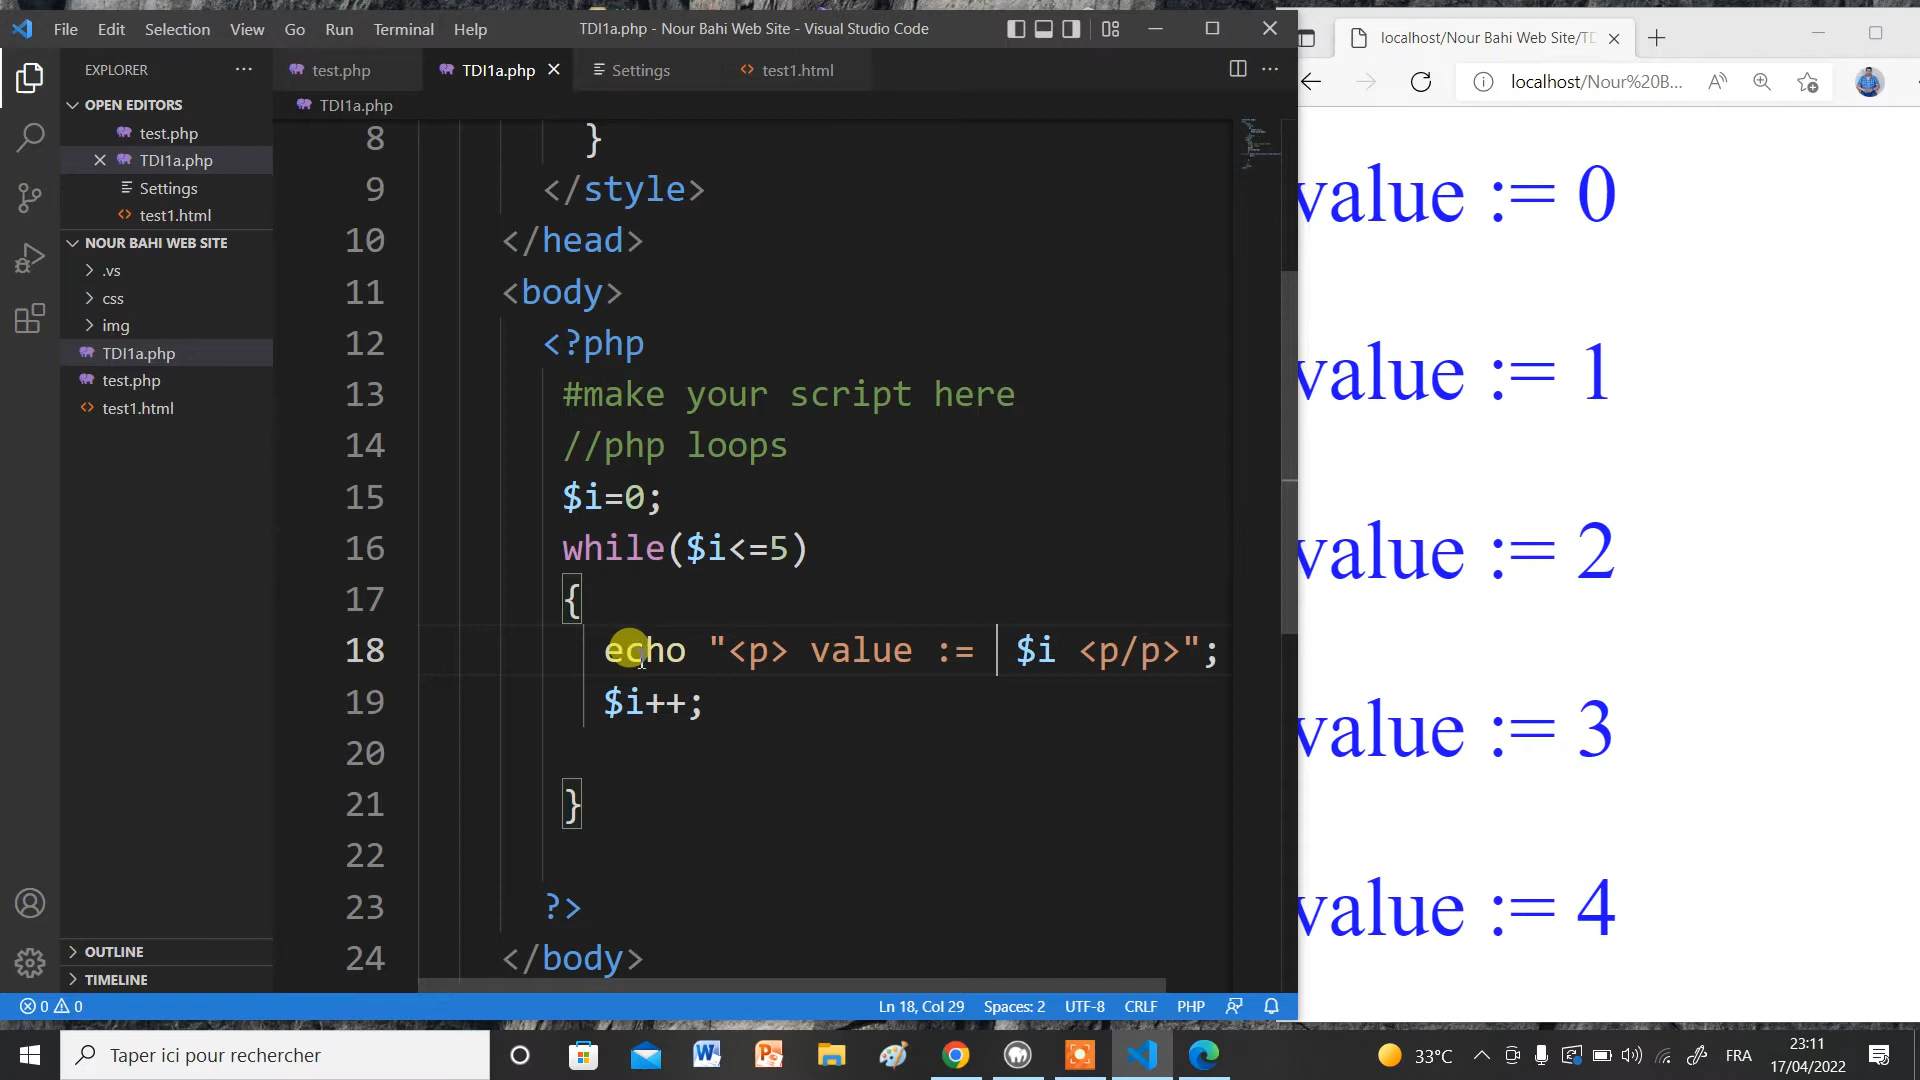 File Edit Selection View Go Run Terminal Help
TDI1a.php - Nour Bahi Web Site - Visual Studio Code
localhost/Nour Bahi Web Site/TD
EXPLORER
test.php
TDI1a.php
Settings
test1.html
localhost/Nour%20B...
OPEN EDITORS
test.php
TDI1a.php
Settings
test1.html
NOUR BAHI WEB SITE
.vs
css
img
TDI1a.php
test.php
test1.html
OUTLINE
TIMELINE
TDI1a.php
8 }
9 </style>
10 </head>
11 <body>
12 <?php
13 #make your script here
14 //php loops
15 $i=0;
16 while($i<=5)
17 {
18 echo "<p> value :=  $i <p/p>";
19 $i++;
20
21 }
22
23 ?>
24 </body>
value := 0
value := 1
value := 2
value := 3
value := 4
0 0
Ln 18, Col 29 Spaces: 2 UTF-8 CRLF PHP
Taper ici pour rechercher
33°C
FRA
23:11
17/04/2022